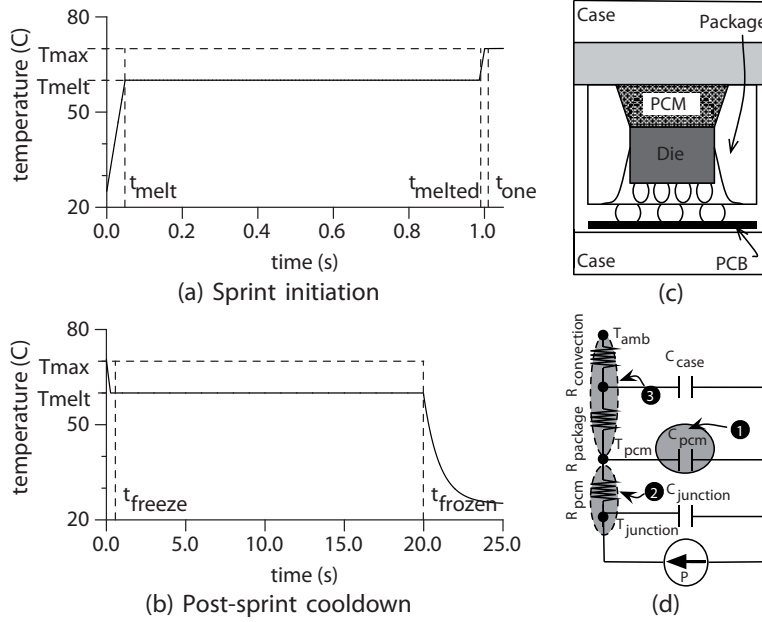 80
Tmax
Tmelt
50
20
temperature (C)
tmelt
tmelted
tone
0.0
0.2
0.4
0.6
0.8
1.0
time (s)
(a) Sprint initiation
80
Tmax
Tmelt
50
20
temperature (C)
tfreeze
tfrozen
0.0
5.0
10.0
15.0
20.0
25.0
time (s)
(b) Post-sprint cooldown
Case
Package
PCM
Die
Case
PCB
(c)
Tamb
Rconvection
Ccase
3
Rpackage
Tpcm
Cpcm
1
Rpcm
2
Cjunction
Tjunction
P
(d)